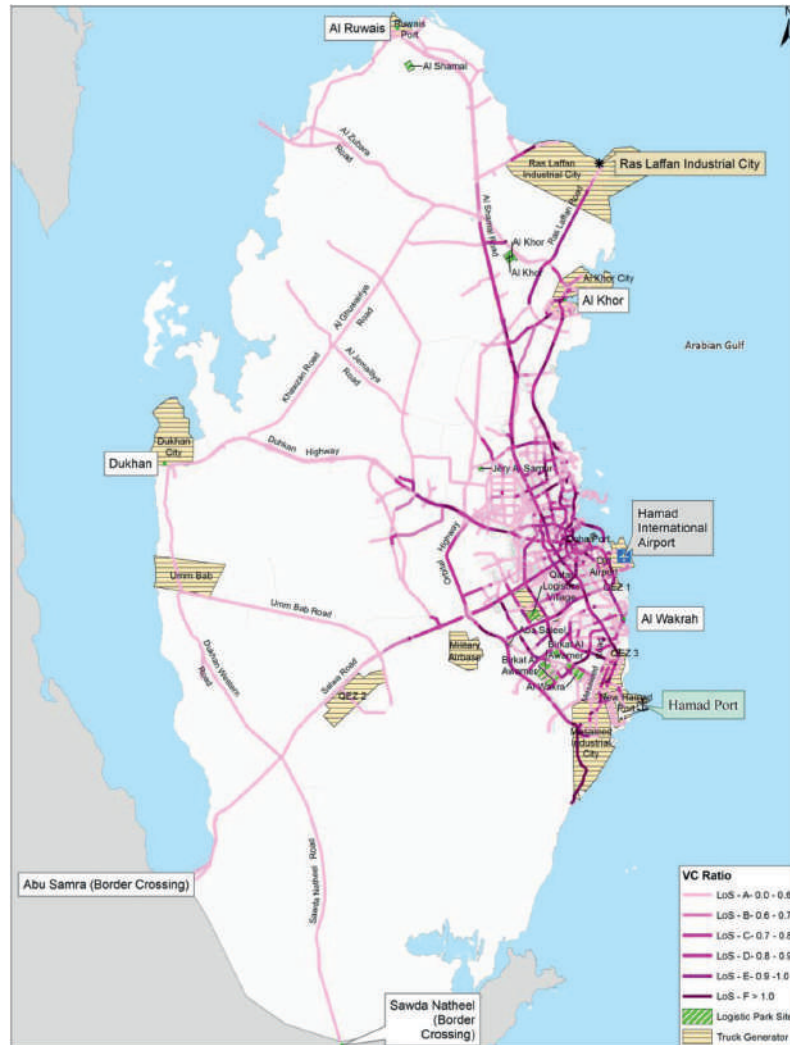 N
Al Ruwais
Ruwais
Port
Al Shamal
Al Zubara
Road
Ras Laffan
Industrial City
Ras Laffan Industrial City
Al Shamal Road
Ras Laffan Road
Al Khor
Al Khor
Al Khor City
Al Khor
Al Ghuwairiya
Road
Arabian Gulf
Khawzan Road
Al Jemailiya
Road
Dukhan
City
Dukhan
Duhkan Highway
Jery Al Samur
Orbital
Highway
Hamad
International
Airport
Airport
Qatar
Logistics
Village
QEZ 1
Umm Bab
Umm Bab Road
Abu Saleel
Al Wakrah
Birkat Al
Awamer
Birkat Al
Awamer
QEZ 3
Military
Airbase
Salwa Road
Dukhan Western
Road
Al Wakra
QEZ 2
New Hamad
Port
Hamad Port
Mesaieed
Industrial
City
Sawda Natheel Road
Abu Samra (Border Crossing)
Sawda Natheel
(Border
Crossing)
VC Ratio
LoS - A- 0.0 - 0.6
LoS - B - 0.6 - 0.7
LoS - C- 0.7 - 0.8
LoS - D- 0.8 - 0.9
LoS - E- 0.9 -1.0
LoS - F > 1.0
Logistic Park Site
Truck Generator